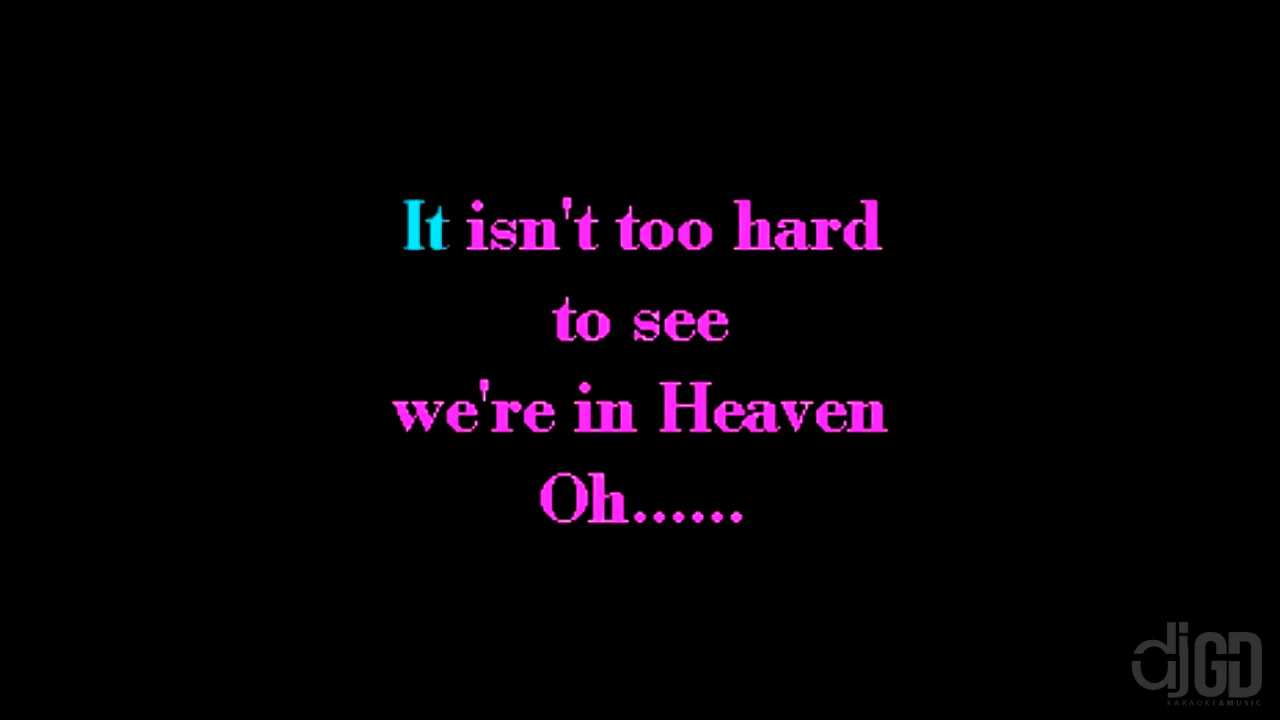 It isn't too hard
to see
we're in Heaven
Oh......
djGD
KARAOKE&MUSIC